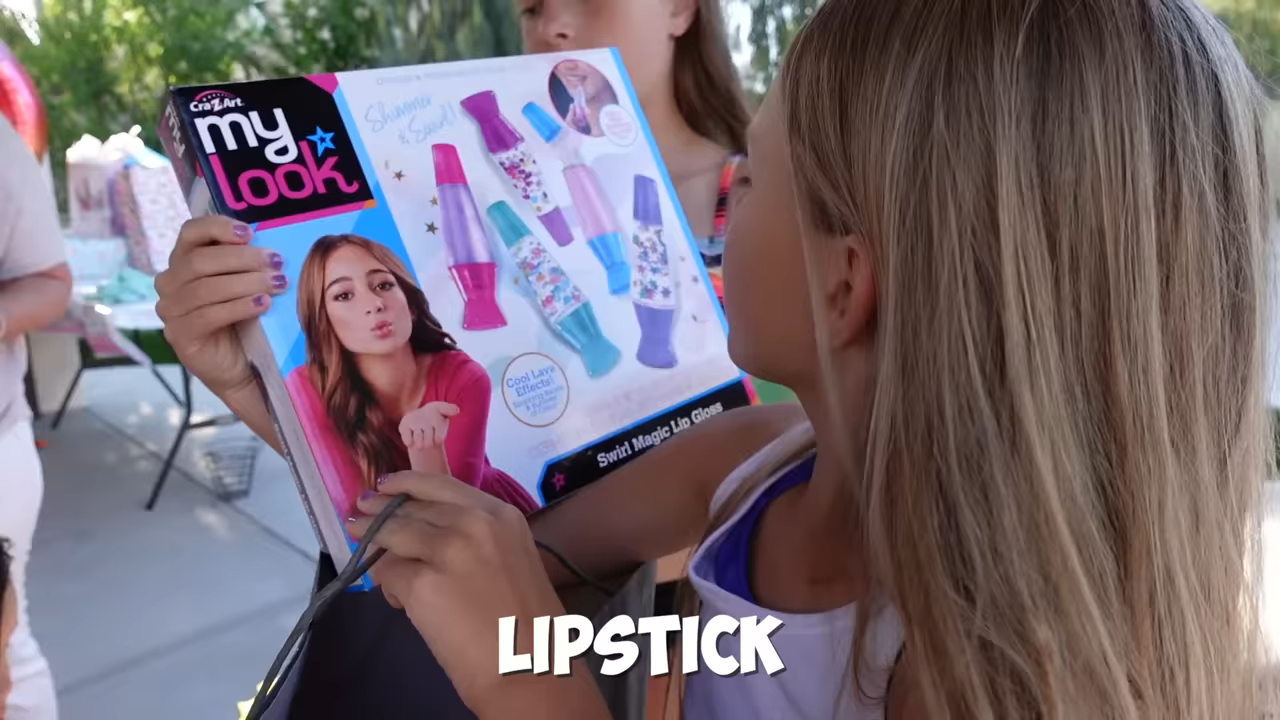 Cra-Z-Art
my
look
Shimmer
& Swirl!
Cool Lava
Effects!
Swirl Magic Lip Gloss
LIPSTICK